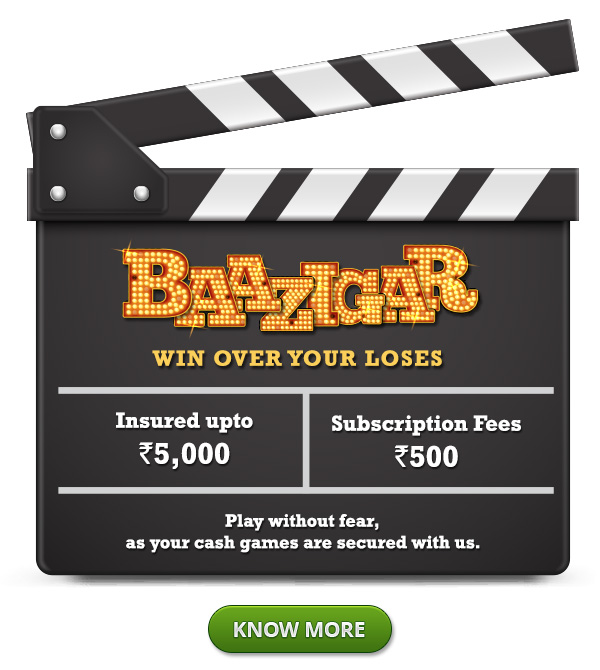 BAAZIGAR
WIN OVER YOUR LOSES
Insured upto
₹5,000
Subscription Fees
₹500
Play without fear,
as your cash games are secured with us.
KNOW MORE